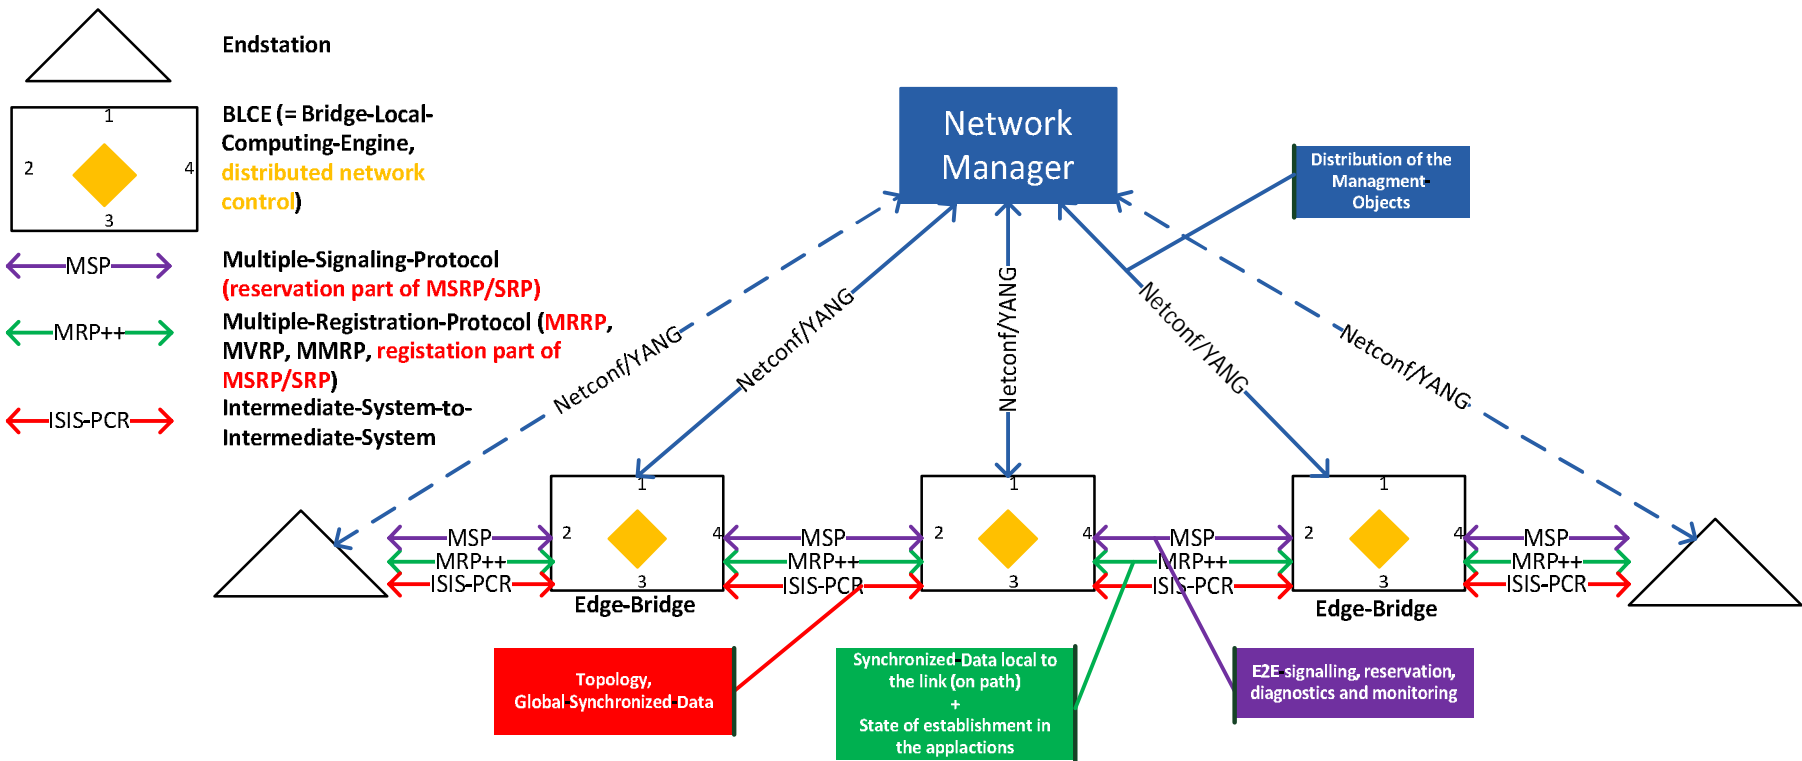 Endstation
1
2
4
3
BLCE (= Bridge-Local-
Computing-Engine,
distributed network
control)
MSP
Multiple-Signaling-Protocol
(reservation part of MSRP/SRP)
MRP++
Multiple-Registration-Protocol (MRRP,
MVRP, MMRP, registation part of
MSRP/SRP)
ISIS-PCR
Intermediate-System-to-
Intermediate-System
Network
Manager
Distribution of the
Managment-
Objects
Netconf/YANG
Netconf/YANG
Netconf/YANG
Netconf/YANG
Netconf/YANG
MSP
MRP++
ISIS-PCR
1
2
4
3
Edge-Bridge
MSP
MRP++
ISIS-PCR
1
2
4
3
MSP
MRP++
ISIS-PCR
1
2
4
3
Edge-Bridge
MSP
MRP++
ISIS-PCR
Topology,
Global-Synchronized-Data
Synchronized-Data local to
the link (on path)
+
State of establishment in
the applactions
E2E-signalling, reservation,
diagnostics and monitoring